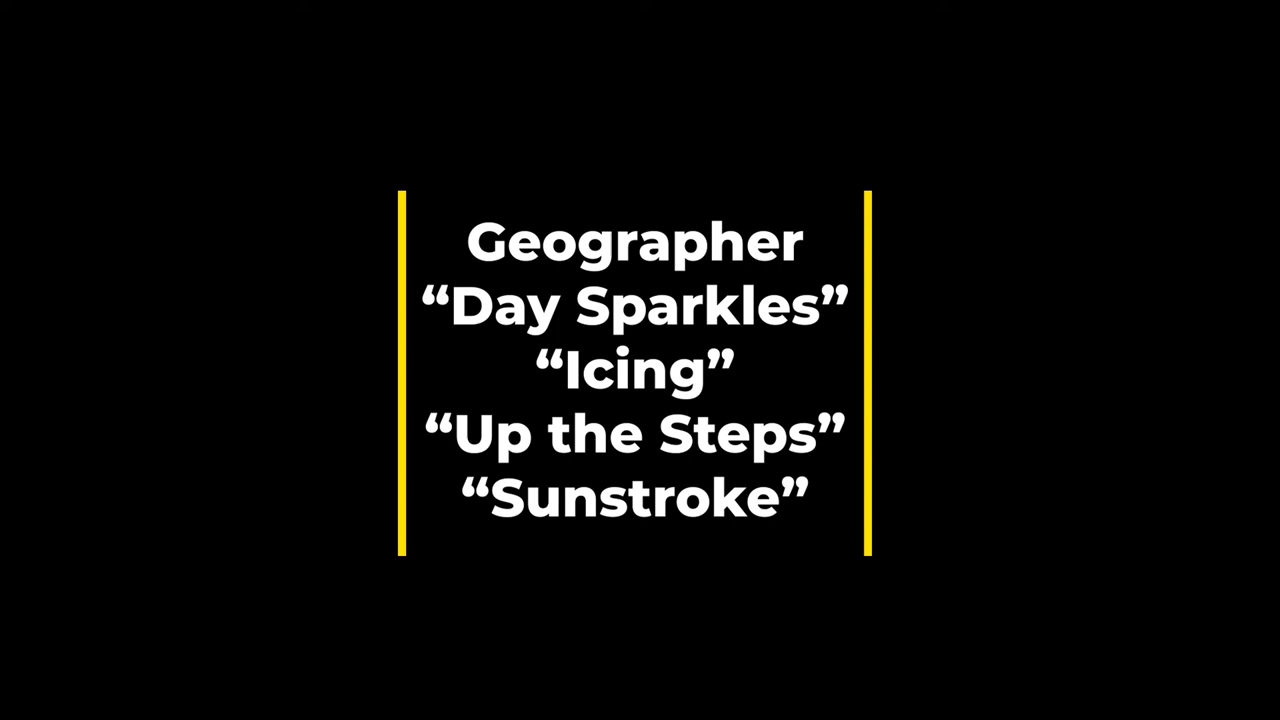 Geographer
“Day Sparkles”
“Icing”
“Up the Steps”
“Sunstroke”